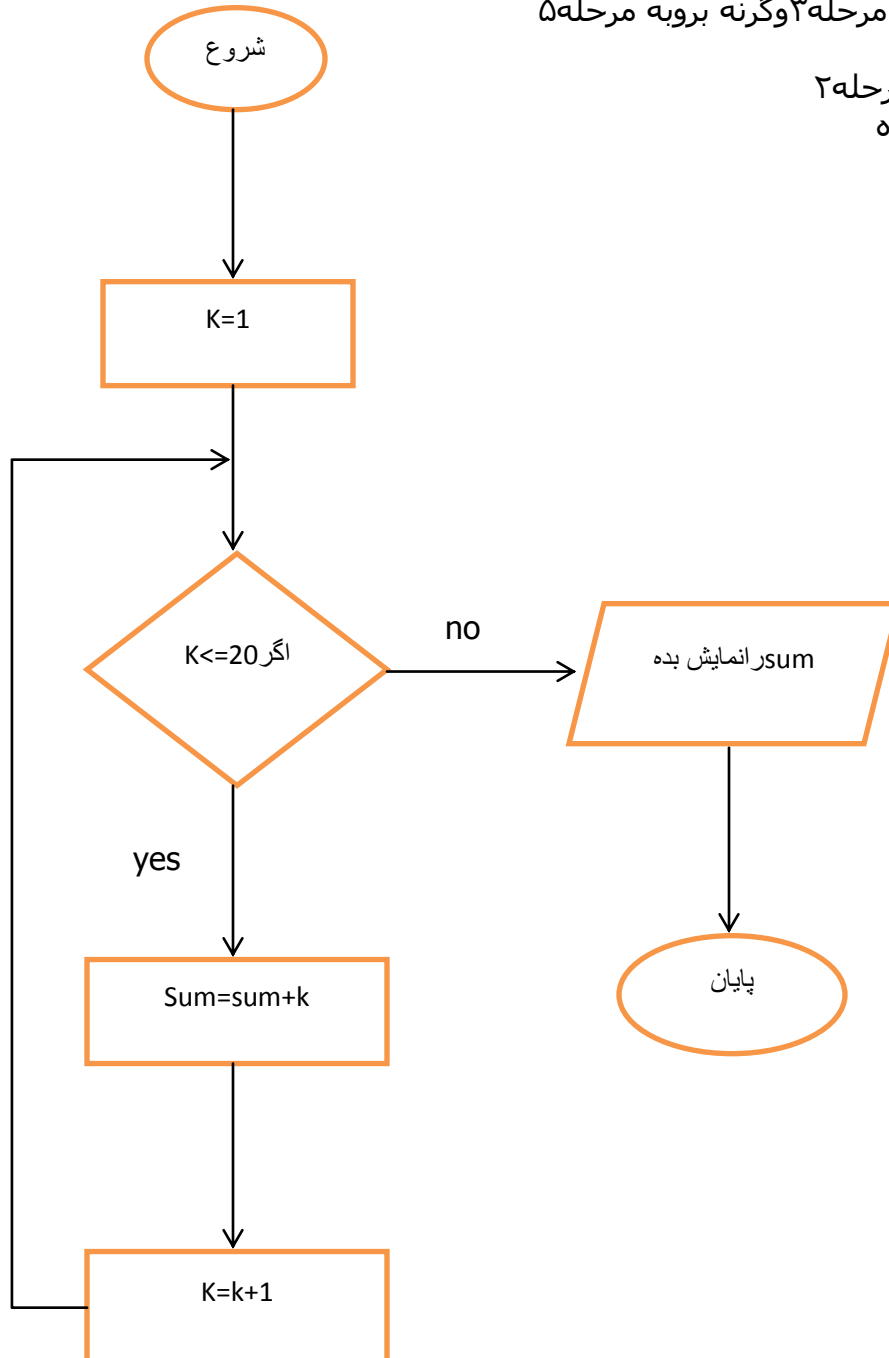 مرحله۳وگرنه بروبه مرحله۵
شروع
K=1
اگرK<=20
no
sumرانمایش بده
yes
Sum=sum+k
پایان
K=k+1